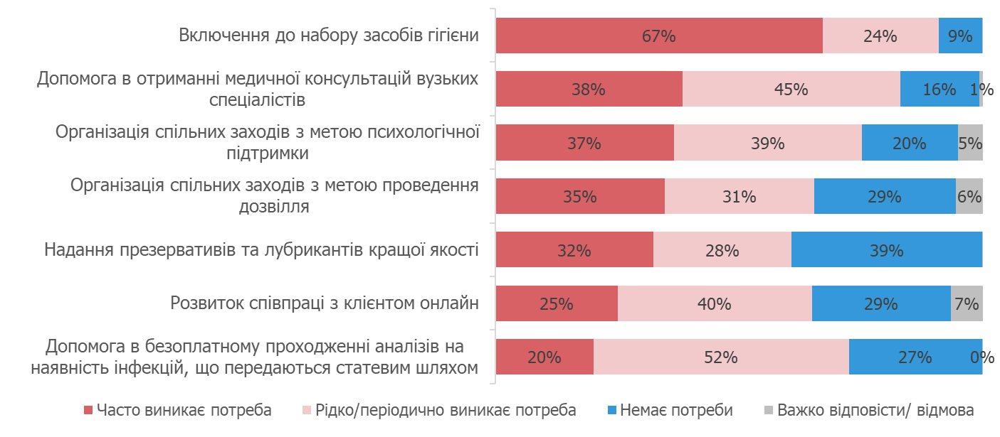 Включення до набору засобів гігієни
67% 24% 9%
Допомога в отриманні медичної консультацій вузьких
спеціалістів
38% 45% 16% 1%
Організація спільних заходів з метою психологічної
підтримки
37% 39% 20% 5%
Організація спільних заходів з метою проведення
дозвілля
35% 31% 29% 6%
Надання презервативів та лубрикантів кращої якості
32% 28% 39%
Розвиток співпраці з клієнтом онлайн
25% 40% 29% 7%
Допомога в безоплатному проходженні аналізів на
наявність інфекцій, що передаються статевим шляхом
20% 52% 27% 0%
Часто виникає потреба Рідко/періодично виникає потреба Немає потреби Важко відповісти/ відмова